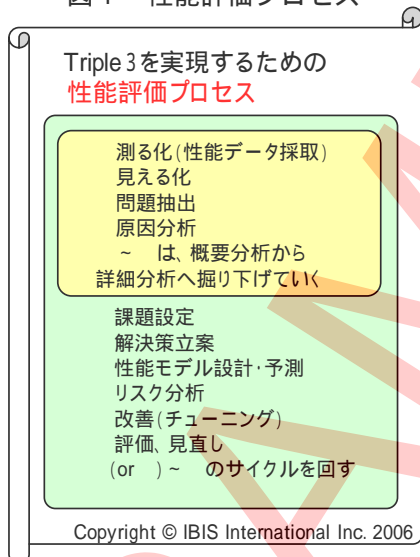 図1 性能評価プロセス
Triple 3を実現するための
性能評価プロセス
測る化(性能データ採取)
見える化
問題抽出
原因分析
~ は、概要分析から
詳細分析へ掘り下げていく
課題設定
解決策立案
性能モデル設計・予測
リスク分析
改善(チューニング)
評価、見直し
(or )~ のサイクルを回す
Copyright © IBIS International Inc. 2006